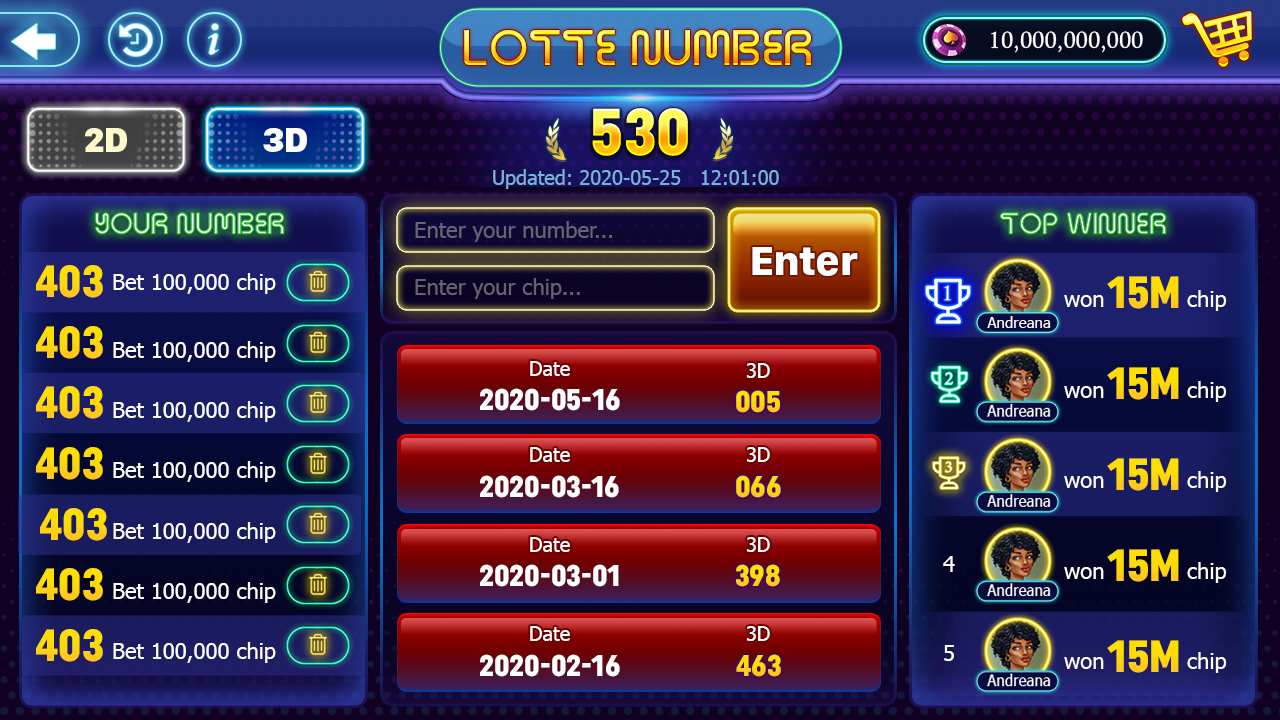 LOTTE NUMBER
10,000,000,000
2D
3D
530
Updated: 2020-05-25 12:01:00
YOUR NUMBER
403 Bet 100,000 chip
403 Bet 100,000 chip
403 Bet 100,000 chip
403 Bet 100,000 chip
403 Bet 100,000 chip
403 Bet 100,000 chip
403 Bet 100,000 chip
Enter your number...
Enter your chip...
Enter
Date 3D
2020-05-16 005
Date 3D
2020-03-16 066
Date 3D
2020-03-01 398
Date 3D
2020-02-16 463
TOP WINNER
1 won 15M chip
Andreana
2 won 15M chip
Andreana
3 won 15M chip
Andreana
4 won 15M chip
Andreana
5 won 15M chip
Andreana